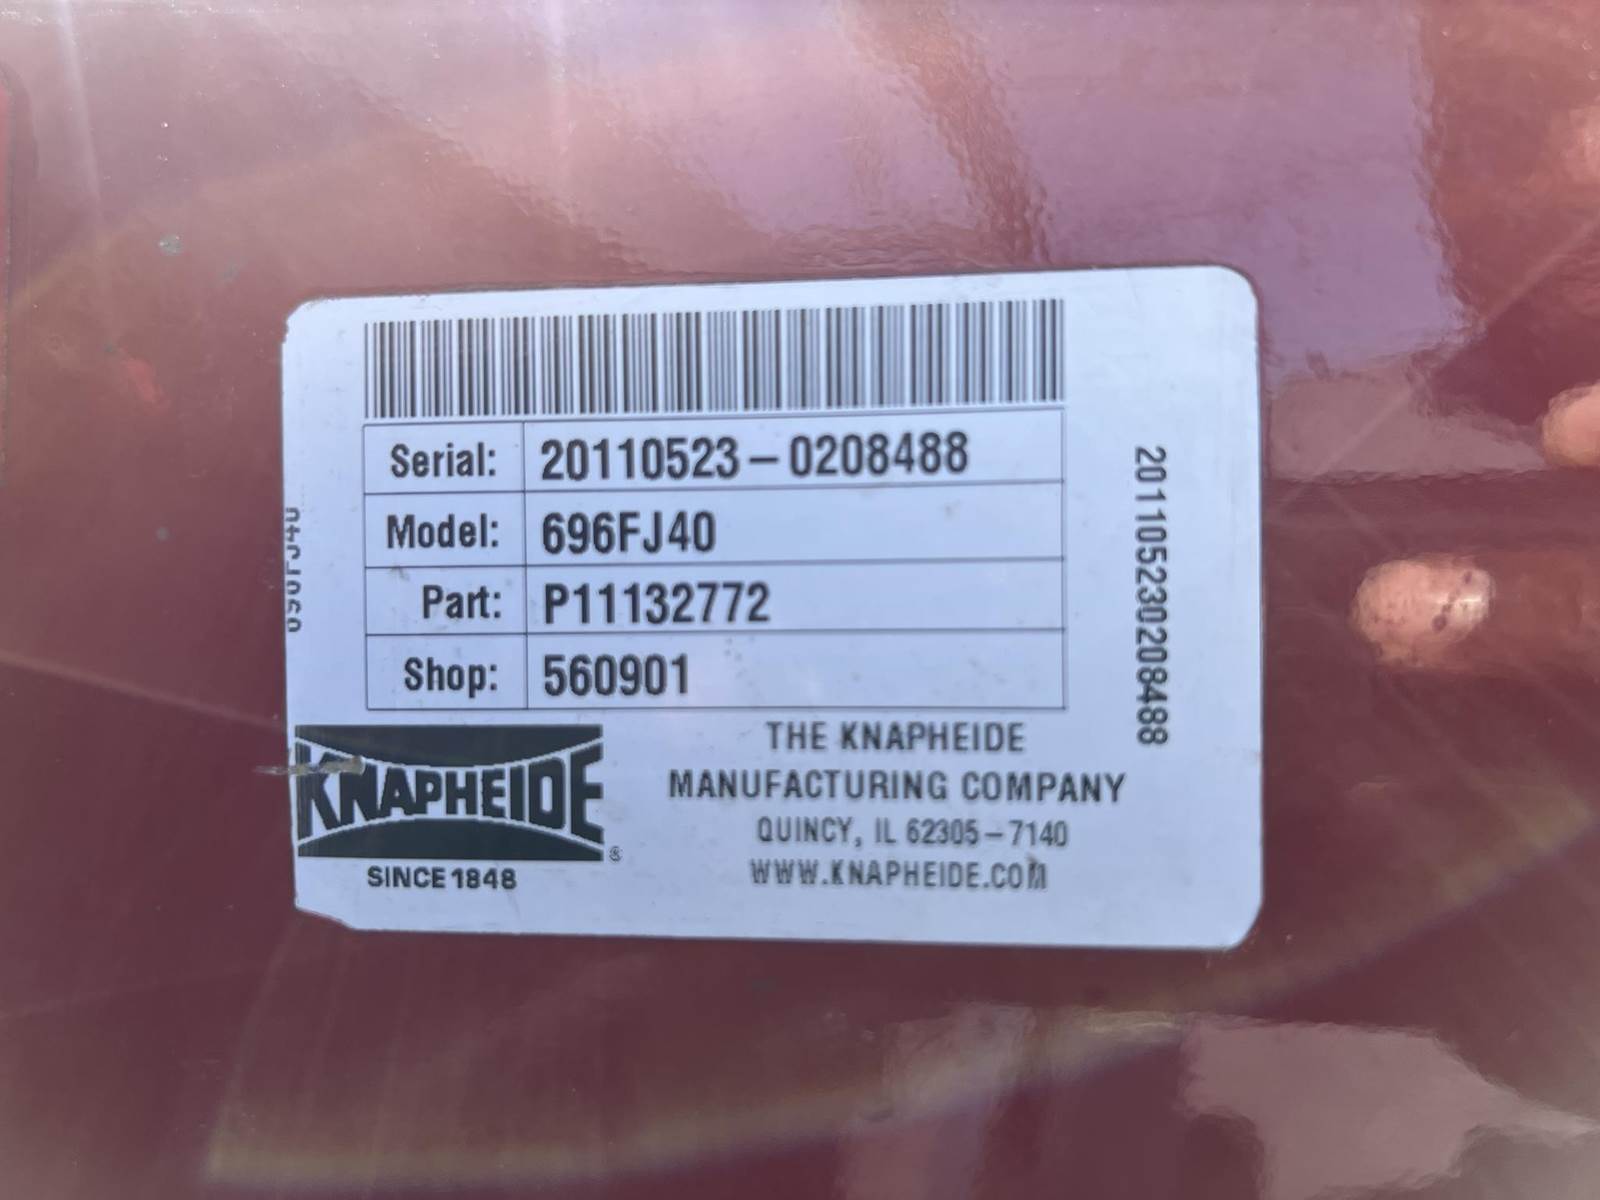 Serial: 20110523-0208488
Model: 696FJ40
Part: P11132772
Shop: 560901
KNAPHEIDE®
SINCE 1848
THE KNAPHEIDE
MANUFACTURING COMPANY
QUINCY, IL 62305-7140
WWW.KNAPHEIDE.COM
201105230208488